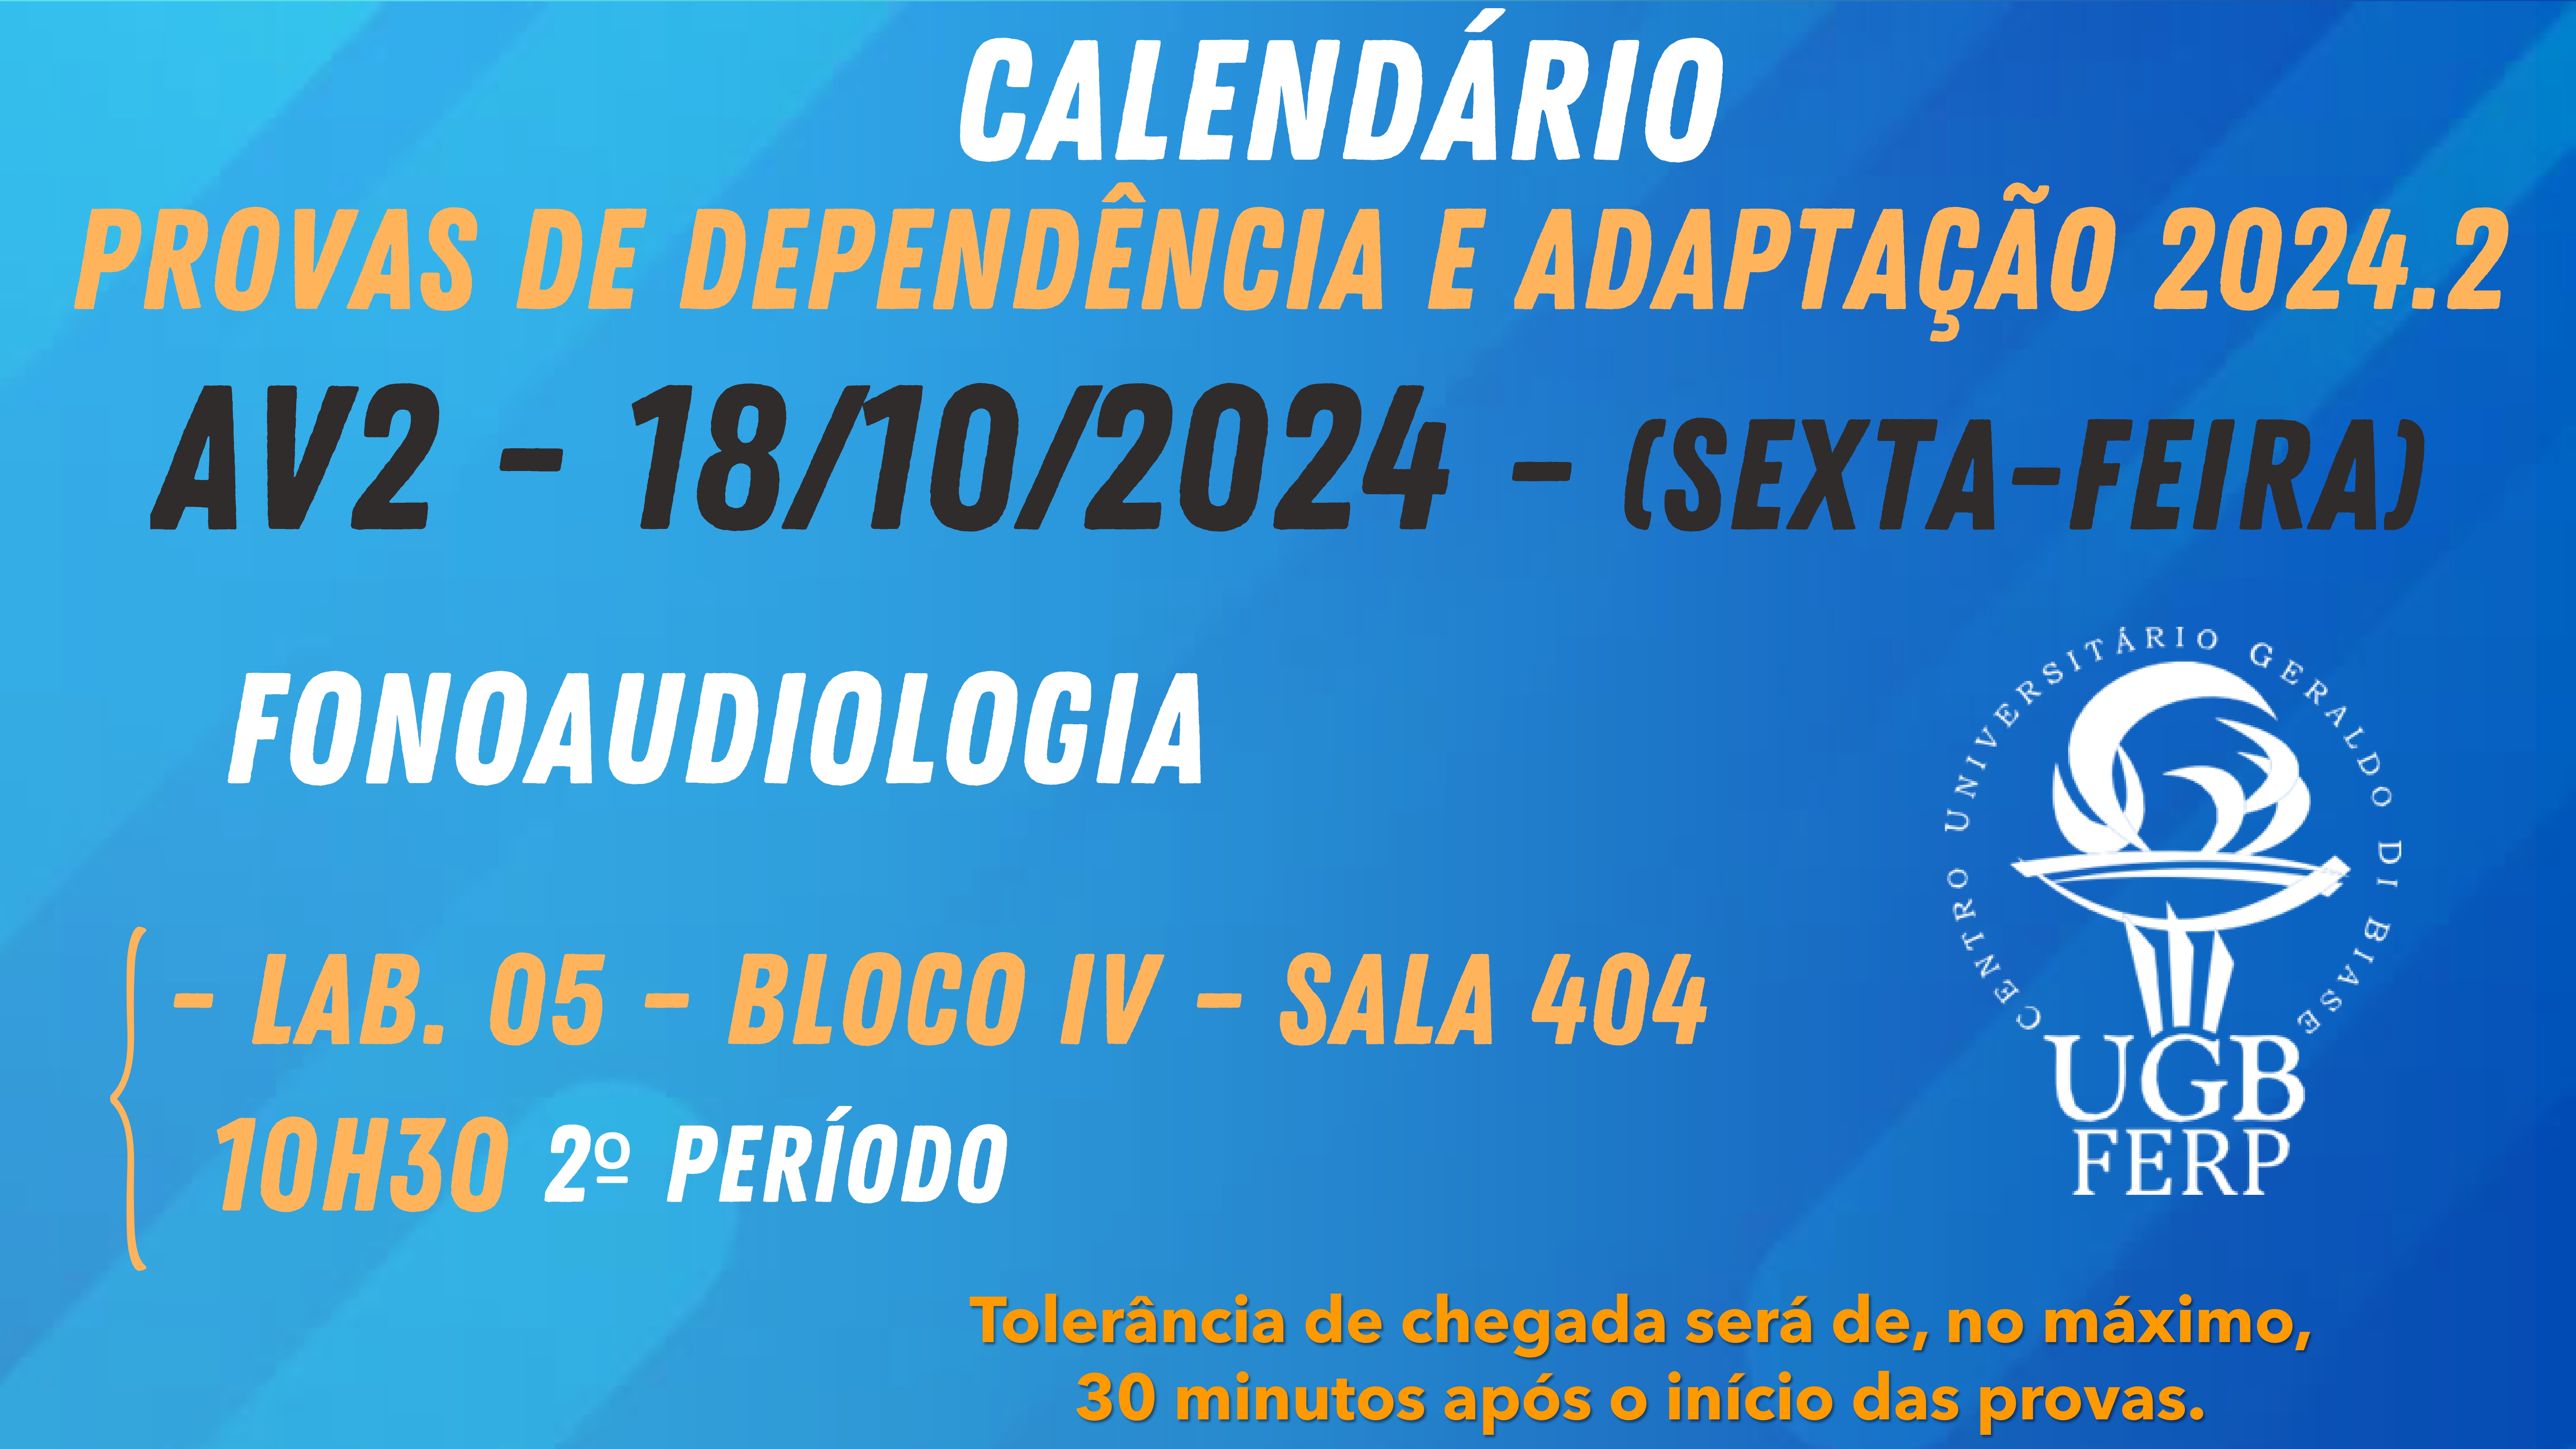 CALENDÁRIO
PROVAS DE DEPENDÊNCIA E ADAPTAÇÃO 2024.2
AV2 - 18/10/2024 - (SEXTA-FEIRA)
FONOAUDIOLOGIA
CENTRO UNIVERSITÁRIO GERALDO DI BIASE
UGB
FERP
- LAB. 05 - BLOCO IV - SALA 404
10H30 2º PERÍODO
Tolerância de chegada será de, no máximo,
30 minutos após o início das provas.